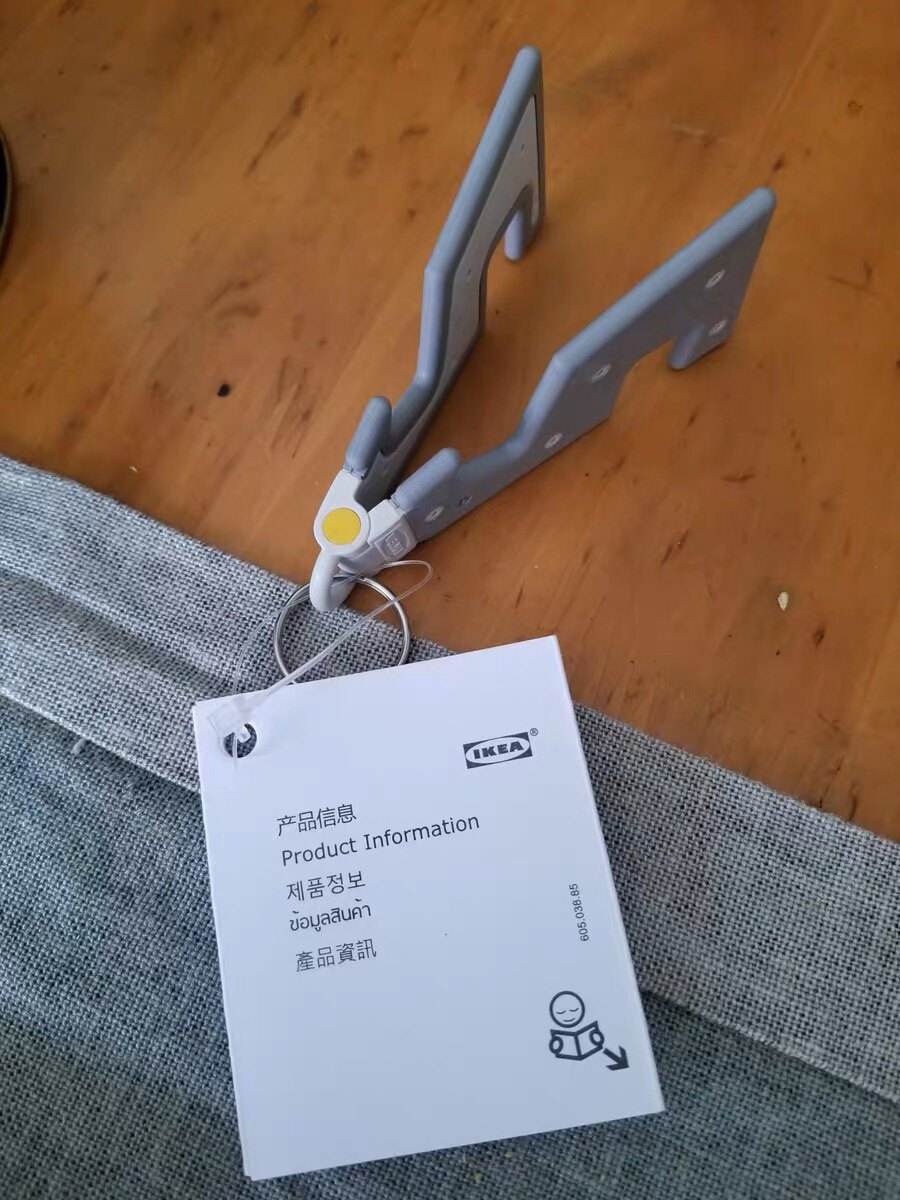 IKEA®
产品信息
Product Information
제품정보
ข้อมูลสินค้า
產品資訊
605.038.85